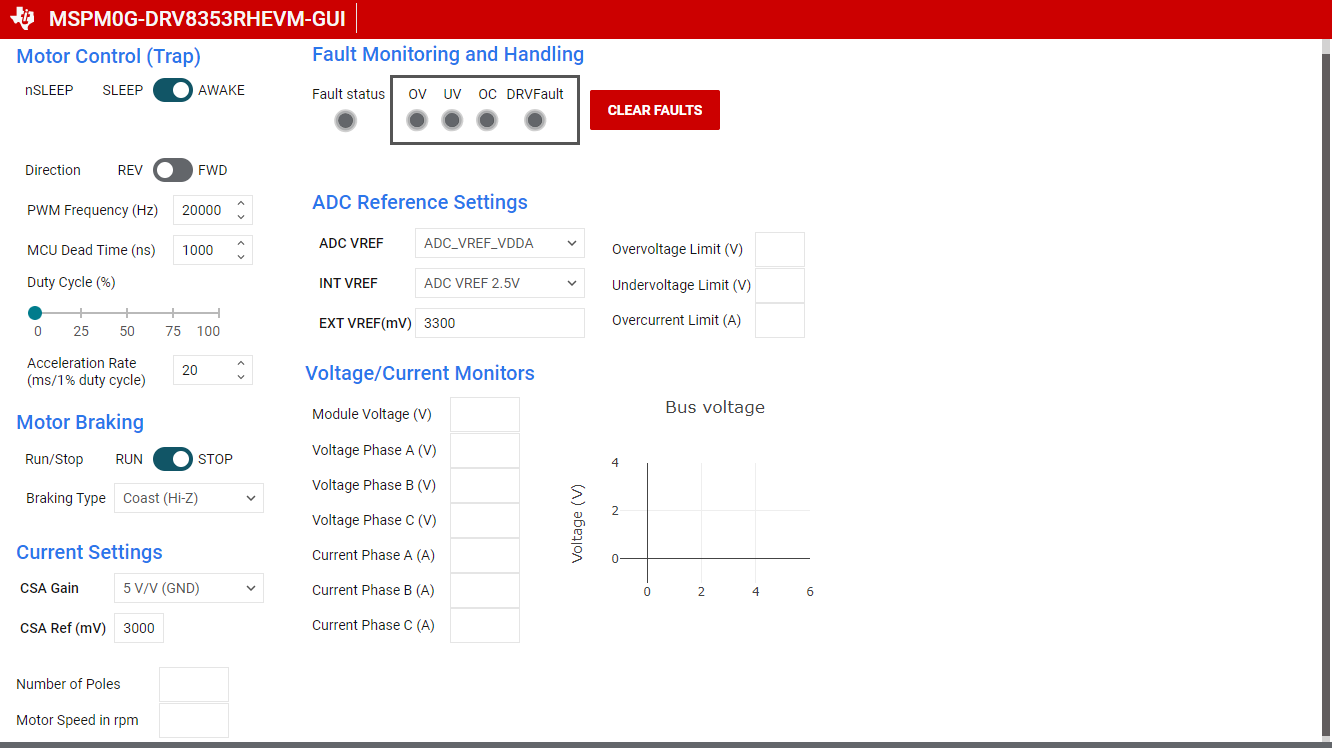 MSPM0G-DRV8353RHEVM-GUI
Motor Control (Trap)
nSLEEP SLEEP AWAKE
Direction REV FWD
PWM Frequency (Hz) 20000
MCU Dead Time (ns) 1000
Duty Cycle (%)
0 25 50 75 100
Acceleration Rate
(ms/1% duty cycle) 20
Motor Braking
Run/Stop RUN STOP
Braking Type Coast (Hi-Z)
Current Settings
CSA Gain 5 V/V (GND)
CSA Ref (mV) 3000
Number of Poles
Motor Speed in rpm
Fault Monitoring and Handling
Fault status OV UV OC DRVFault
CLEAR FAULTS
ADC Reference Settings
ADC VREF ADC_VREF_VDDA
INT VREF ADC VREF 2.5V
EXT VREF(mV) 3300
Overvoltage Limit (V)
Undervoltage Limit (V)
Overcurrent Limit (A)
Voltage/Current Monitors
Module Voltage (V)
Voltage Phase A (V)
Voltage Phase B (V)
Voltage Phase C (V)
Current Phase A (A)
Current Phase B (A)
Current Phase C (A)
Bus voltage
Voltage (V)
4
2
0
0 2 4 6